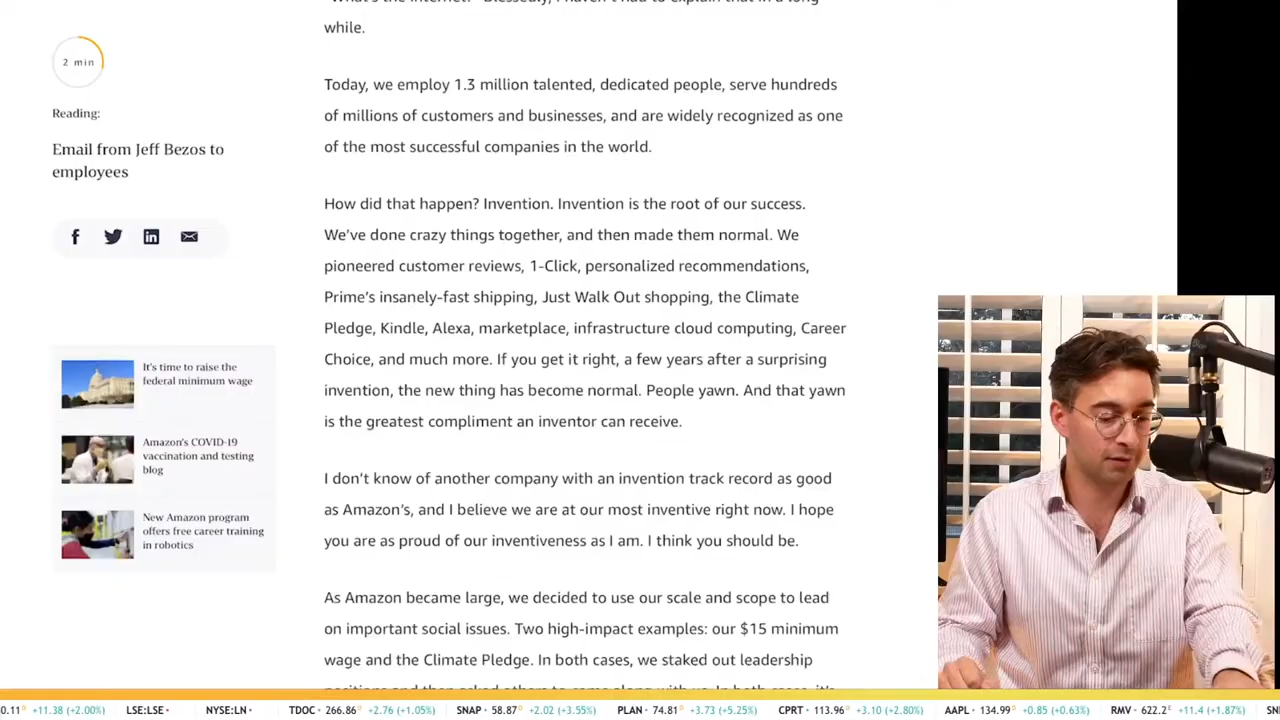 while.
2 min
Reading:
Email from Jeff Bezos to
employees
It's time to raise the
federal minimum wage
Amazon's COVID-19
vaccination and testing
blog
New Amazon program
offers free career training
in robotics
Today, we employ 1.3 million talented, dedicated people, serve hundreds
of millions of customers and businesses, and are widely recognized as one
of the most successful companies in the world.
How did that happen? Invention. Invention is the root of our success.
We've done crazy things together, and then made them normal. We
pioneered customer reviews, 1-Click, personalized recommendations,
Prime's insanely-fast shipping, Just Walk Out shopping, the Climate
Pledge, Kindle, Alexa, marketplace, infrastructure cloud computing, Career
Choice, and much more. If you get it right, a few years after a surprising
invention, the new thing has become normal. People yawn. And that yawn
is the greatest compliment an inventor can receive.
I don't know of another company with an invention track record as good
as Amazon's, and I believe we are at our most inventive right now. I hope
you are as proud of our inventiveness as I am. I think you should be.
As Amazon became large, we decided to use our scale and scope to lead
on important social issues. Two high-impact examples: our $15 minimum
wage and the Climate Pledge. In both cases, we staked out leadership
0.11 +11.38 (+2.00%) LSE:LSE NYSE:LN TDOC 266.86 +2.76 (+1.05%) SNAP 58.87 +2.02 (+3.55%) PLAN 74.81 +3.73 (+5.25%) CPRT 113.96 +3.10 (+2.80%) AAPL 134.99 +0.85 (+0.63%) RMV 622.2 +11.4 (+1.87%)